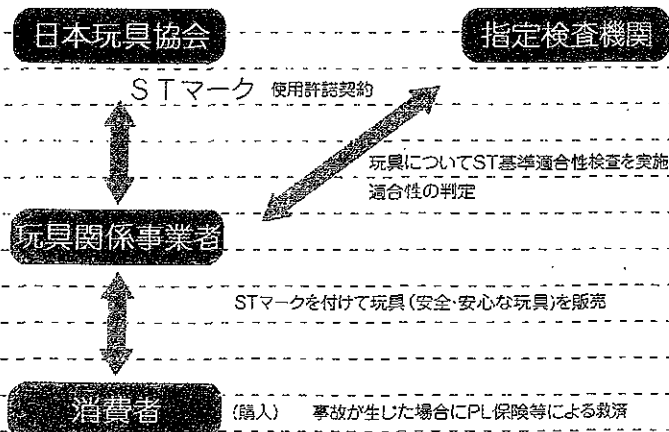 日本玩具協会
指定検査機関
STマーク 使用許諾契約
玩具についてST基準適合性検査を実施
適合性の判定
玩具関係事業者
STマークを付けて玩具(安全・安心な玩具)を販売
消費者 (購入) 事故が生じた場合にPL保険等による救済